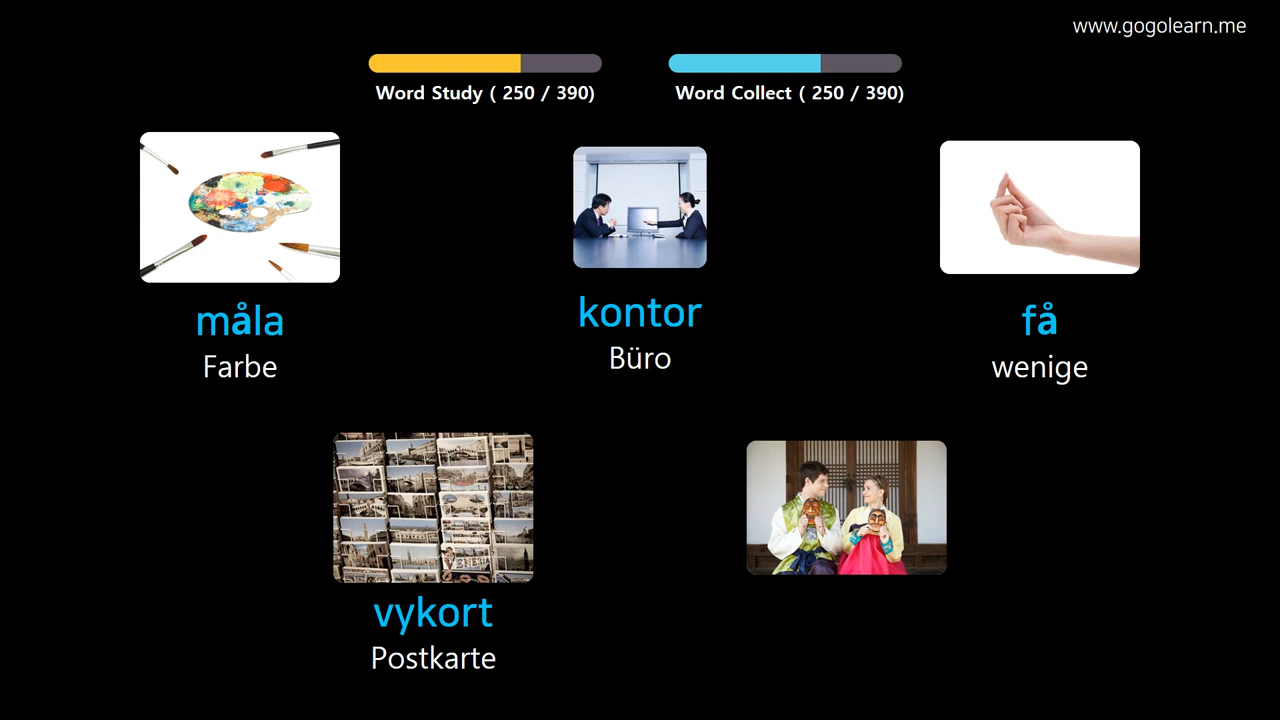 www.gogolearn.me
Word Study ( 250 / 390)
Word Collect ( 250 / 390)
måla
Farbe
kontor
Büro
få
wenige
VENEZIA
vykort
Postkarte